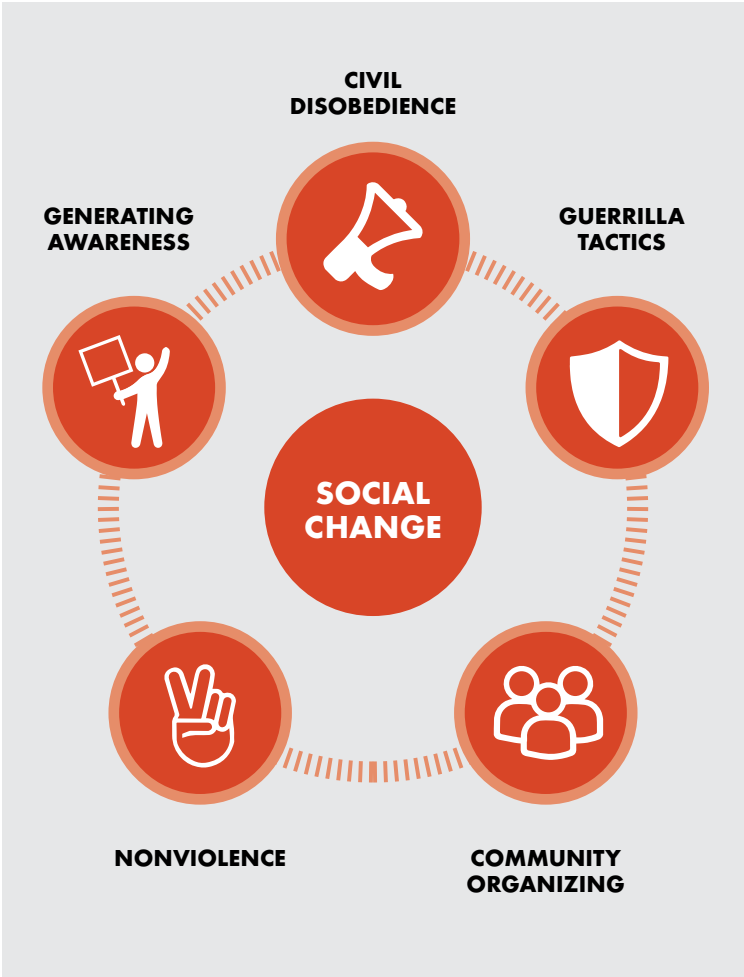 CIVIL
DISOBEDIENCE
GENERATING
AWARENESS
GUERRILLA
TACTICS
SOCIAL
CHANGE
NONVIOLENCE
COMMUNITY
ORGANIZING